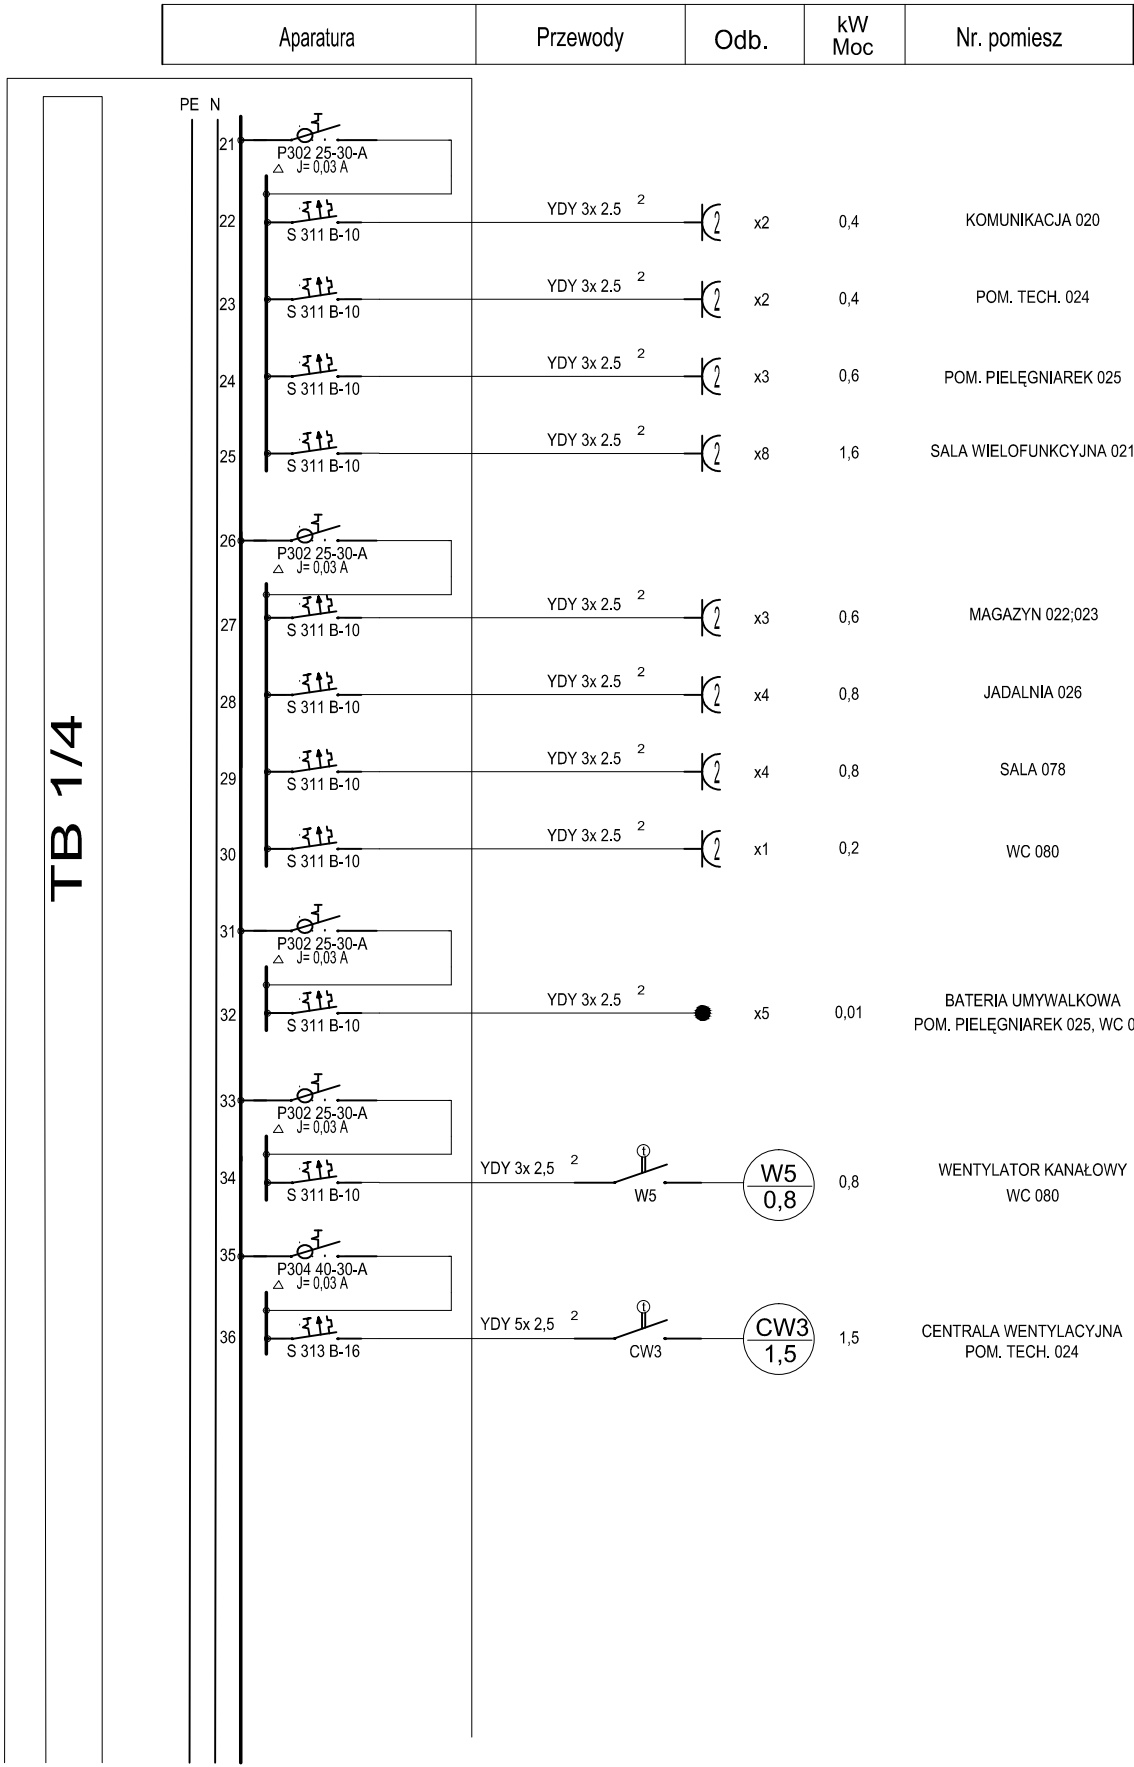 Aparatura Przewody Odb. kW Moc Nr. pomiesz
TB 1/4
PE N
21
P302 25-30-A
△ J= 0,03 A
22 S 311 B-10 YDY 3x 2.5 2 2 x2 0,4 KOMUNIKACJA 020
23 S 311 B-10 YDY 3x 2.5 2 2 x2 0,4 POM. TECH. 024
24 S 311 B-10 YDY 3x 2.5 2 2 x3 0,6 POM. PIELĘGNIAREK 025
25 S 311 B-10 YDY 3x 2.5 2 2 x8 1,6 SALA WIELOFUNKCYJNA 021
26
P302 25-30-A
△ J= 0,03 A
27 S 311 B-10 YDY 3x 2.5 2 2 x3 0,6 MAGAZYN 022;023
28 S 311 B-10 YDY 3x 2.5 2 2 x4 0,8 JADALNIA 026
29 S 311 B-10 YDY 3x 2.5 2 2 x4 0,8 SALA 078
30 S 311 B-10 YDY 3x 2.5 2 2 x1 0,2 WC 080
31
P302 25-30-A
△ J= 0,03 A
32 S 311 B-10 YDY 3x 2.5 2 x5 0,01 BATERIA UMYWALKOWA
POM. PIELĘGNIAREK 025, WC 0
33
P302 25-30-A
△ J= 0,03 A
34 S 311 B-10 YDY 3x 2,5 2 t W5 W5 0,8 0,8 WENTYLATOR KANAŁOWY
WC 080
35
P304 40-30-A
△ J= 0,03 A
36 S 313 B-16 YDY 5x 2,5 2 t CW3 CW3 1,5 1,5 CENTRALA WENTYLACYJNA
POM. TECH. 024